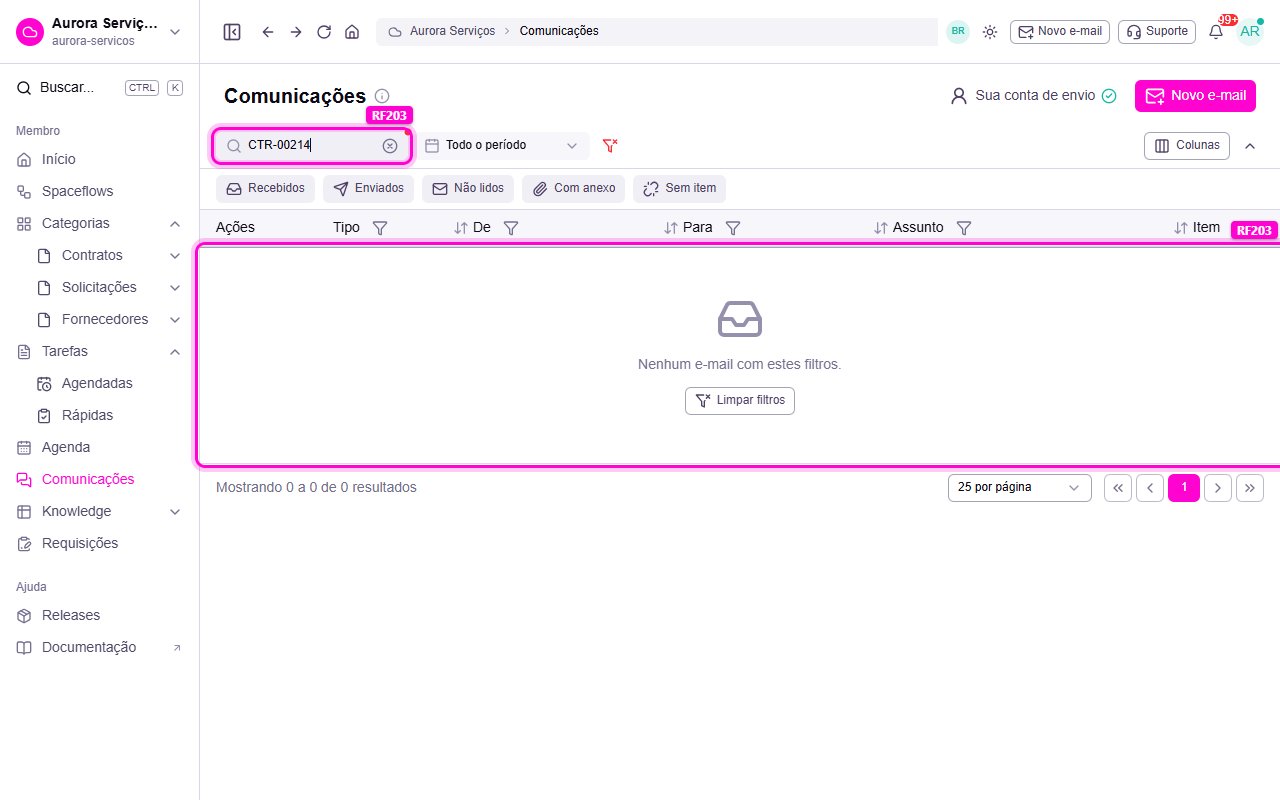 Aurora Serviç...
aurora-servicos
Aurora Serviços
Comunicações
BR
Novo e-mail
Suporte
99+
AR
Buscar...
CTRL
K
Membro
Início
Spaceflows
Categorias
Contratos
Solicitações
Fornecedores
Tarefas
Agendadas
Rápidas
Agenda
Comunicações
Knowledge
Requisições
Ajuda
Releases
Documentação
Comunicações
Sua conta de envio
Novo e-mail
RF203
CTR-00214
Todo o período
Colunas
Recebidos
Enviados
Não lidos
Com anexo
Sem item
Ações
Tipo
De
Para
Assunto
Item
RF203
Nenhum e-mail com estes filtros.
Limpar filtros
Mostrando 0 a 0 de 0 resultados
25 por página
1